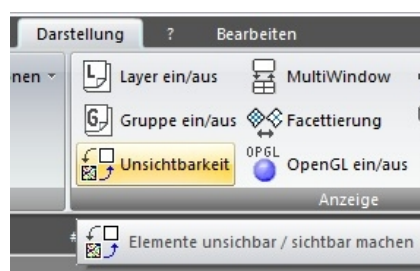 Darstellung ? Bearbeiten
nen Layer ein/aus MultiWindow
Gruppe ein/aus Facettierung
Unsichtbarkeit OPGL OpenGL ein/aus
Anzeige
Elemente unsichbar / sichtbar machen